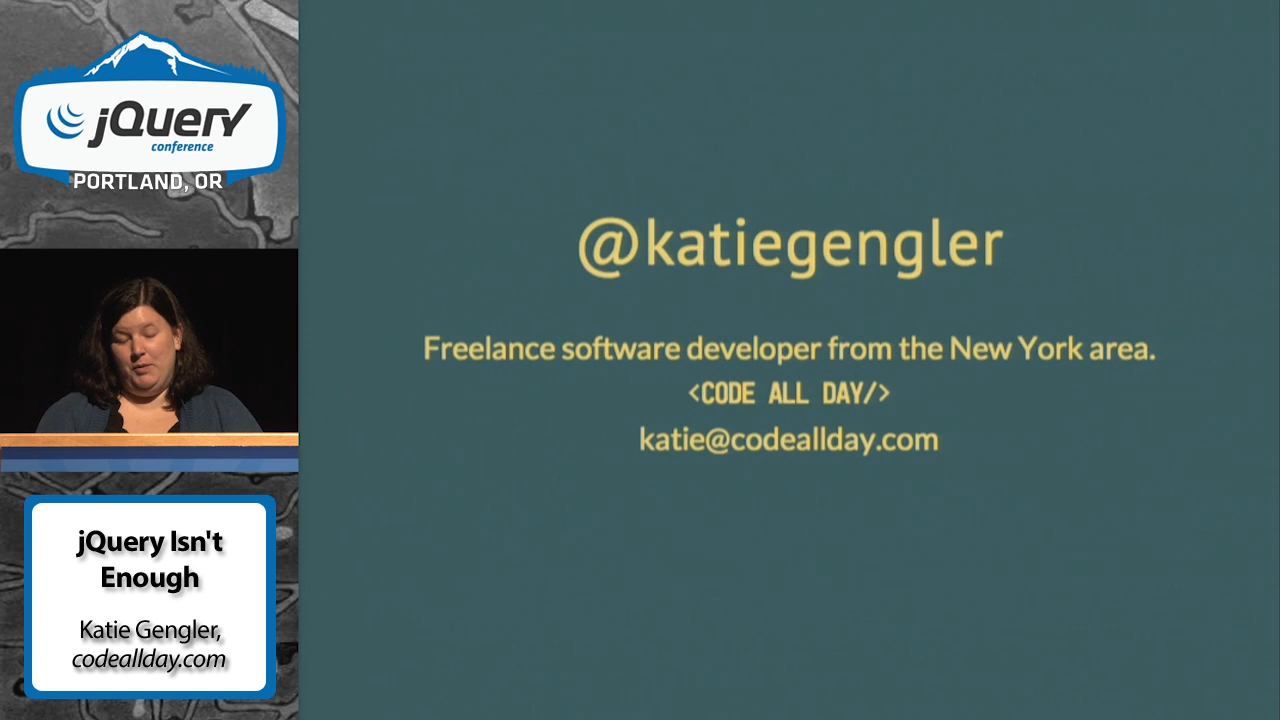 jQuery
conference
PORTLAND, OR
@katiegengler
Freelance software developer from the New York area.
<CODE ALL DAY/>
katie@codeallday.com
jQuery Isn't
Enough
Katie Gengler,
codeallday.com